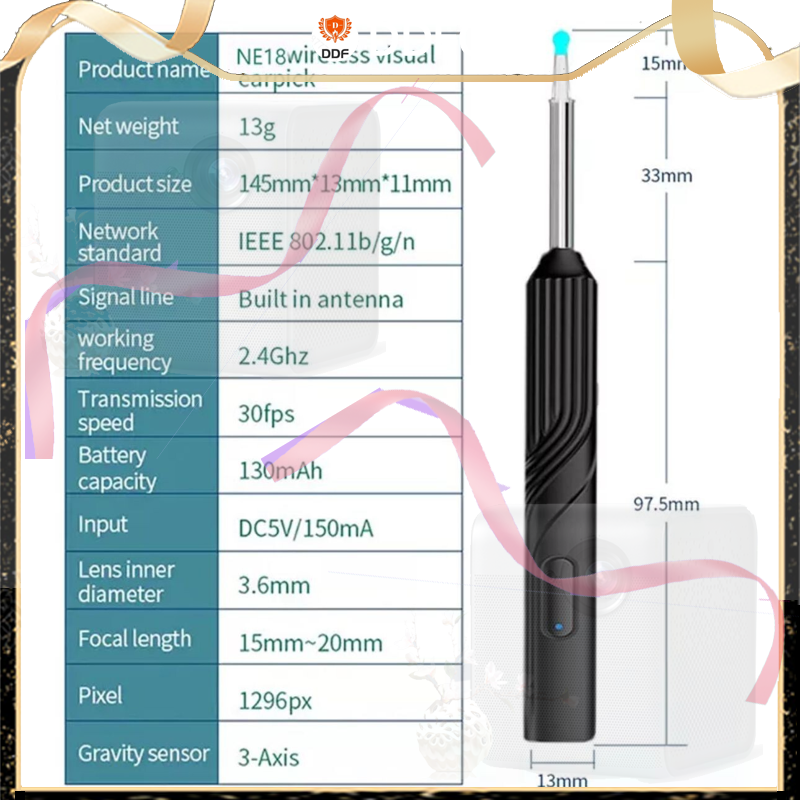 DDF
Product name NE18wireless visual
earpick
Net weight 13g
Product size 145mm*13mm*11mm
Network
standard IEEE 802.11b/g/n
Signal line Built in antenna
working
frequency 2.4Ghz
Transmission
speed 30fps
Battery
capacity 130mAh
Input DC5V/150mA
Lens inner
diameter 3.6mm
Focal length 15mm~20mm
Pixel 1296px
Gravity sensor 3-Axis
15mm
33mm
97.5mm
13mm